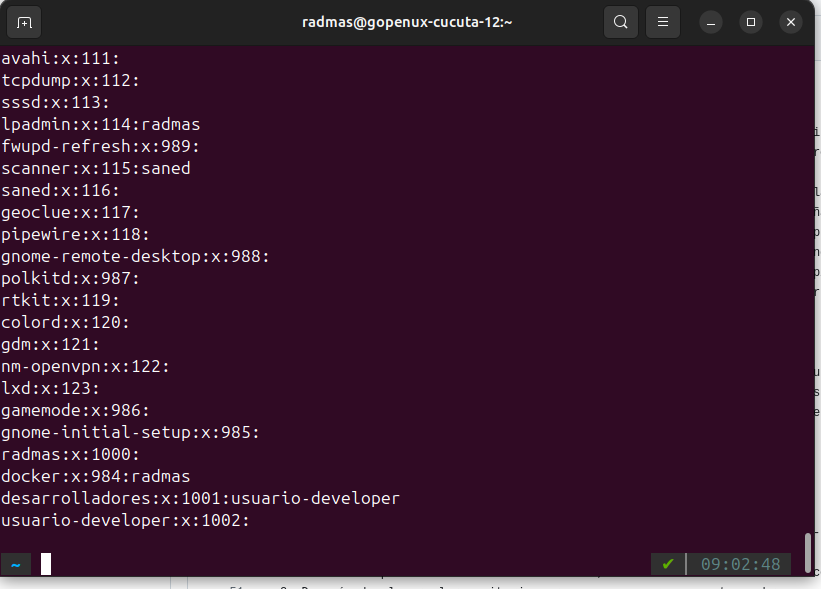 radmas@gopenux-cucuta-12:~
avahi:x:111:
tcpdump:x:112:
sssd:x:113:
lpadmin:x:114:radmas
fwupd-refresh:x:989:
scanner:x:115:saned
saned:x:116:
geoclue:x:117:
pipewire:x:118:
gnome-remote-desktop:x:988:
polkitd:x:987:
rtkit:x:119:
colord:x:120:
gdm:x:121:
nm-openvpn:x:122:
lxd:x:123:
gamemode:x:986:
gnome-initial-setup:x:985:
radmas:x:1000:
docker:x:984:radmas
desarrolladores:x:1001:usuario-developer
usuario-developer:x:1002:
~ ✔ 09:02:48